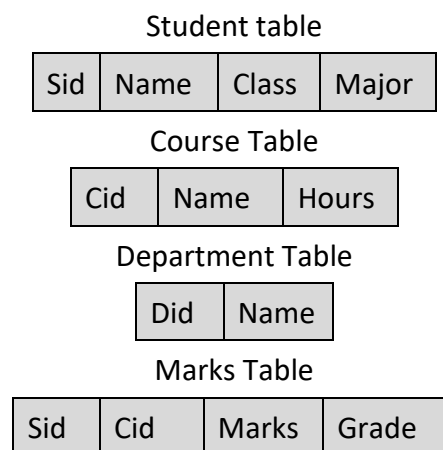 Student table
Sid Name Class Major
Course Table
Cid Name Hours
Department Table
Did Name
Marks Table
Sid Cid Marks Grade